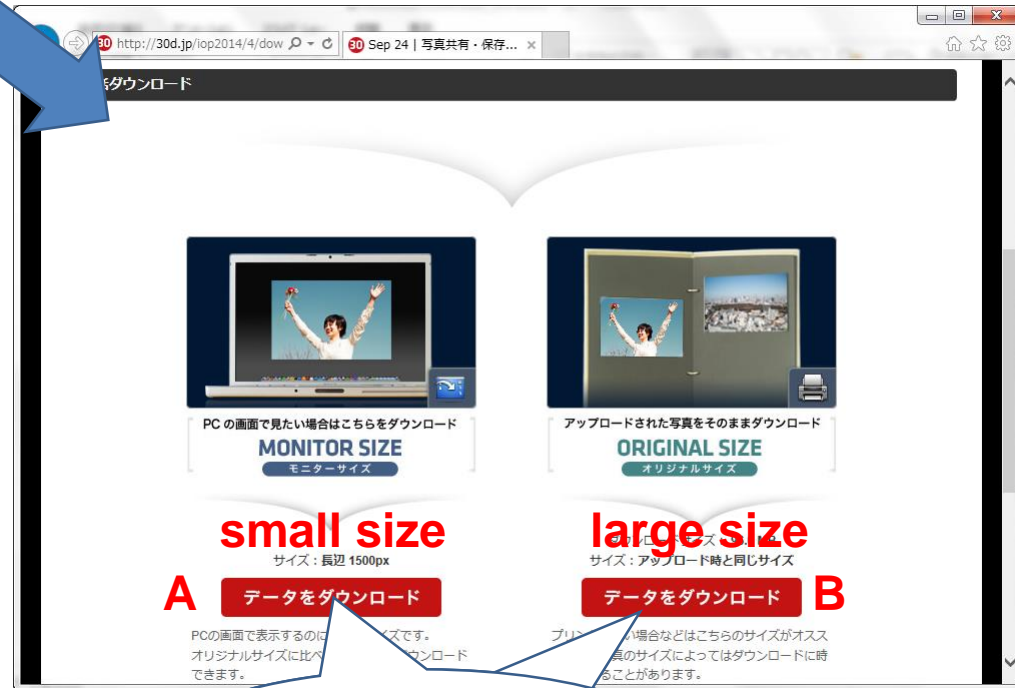 http://30d.jp/iop2014/4/dow
30 Sep 24 | 写真共有・保存...
ダウンロード
PC の画面で見たい場合はこちらをダウンロード
MONITOR SIZE
モニターサイズ
small size
サイズ：長辺 1500px
A データをダウンロード
PCの画面で表示するのに イズです。
オリジナルサイズに比べ ウンロード
できます。
アップロードされた写真をそのままダウンロード
ORIGINAL SIZE
オリジナルサイズ
large size
サイズ：アップロード時と同じサイズ
データをダウンロード B
プリン い場合などはこちらのサイズがオスス
真のサイズによってはダウンロードに時
ることがあります。